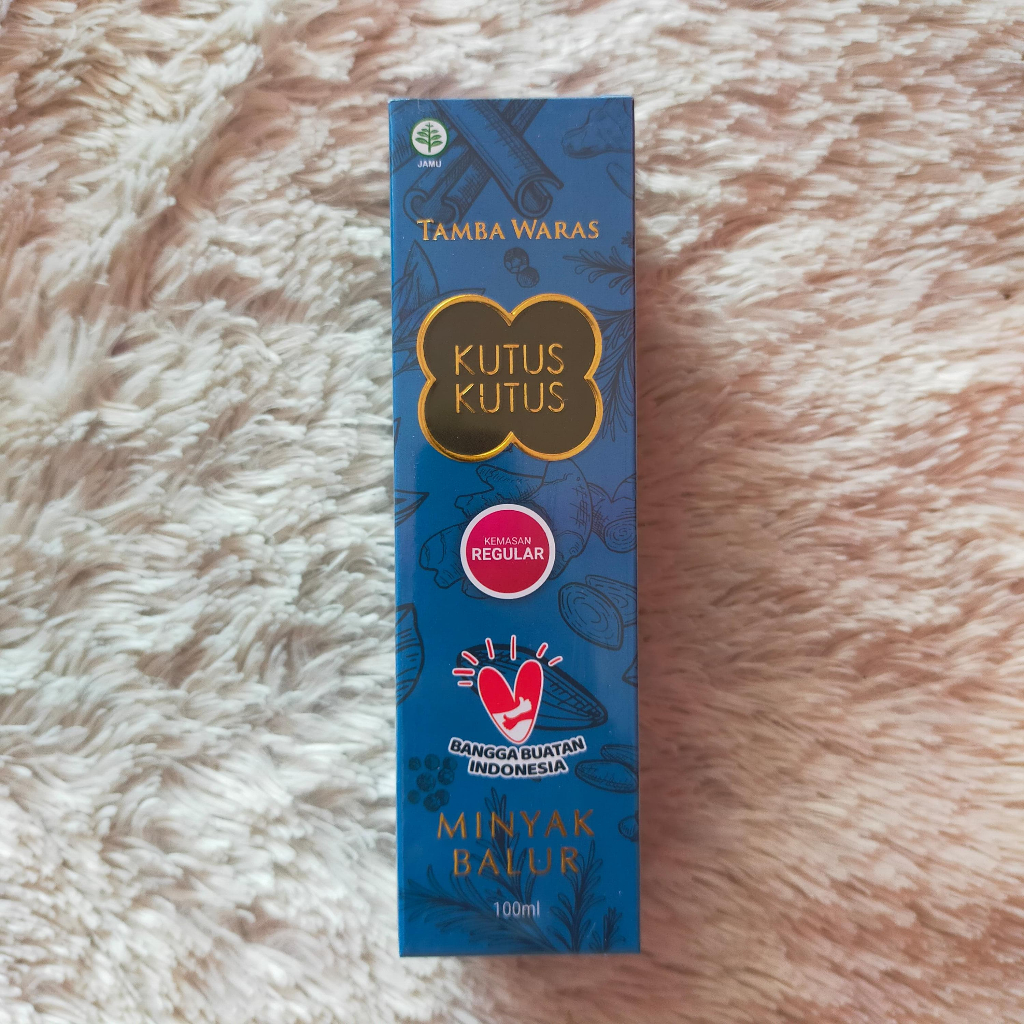 JAMU
TAMBA WARAS
KUTUS
KUTUS
KEMASAN
REGULAR
BANGGA BUATAN
INDONESIA
MINYAK
BALUR
100ml